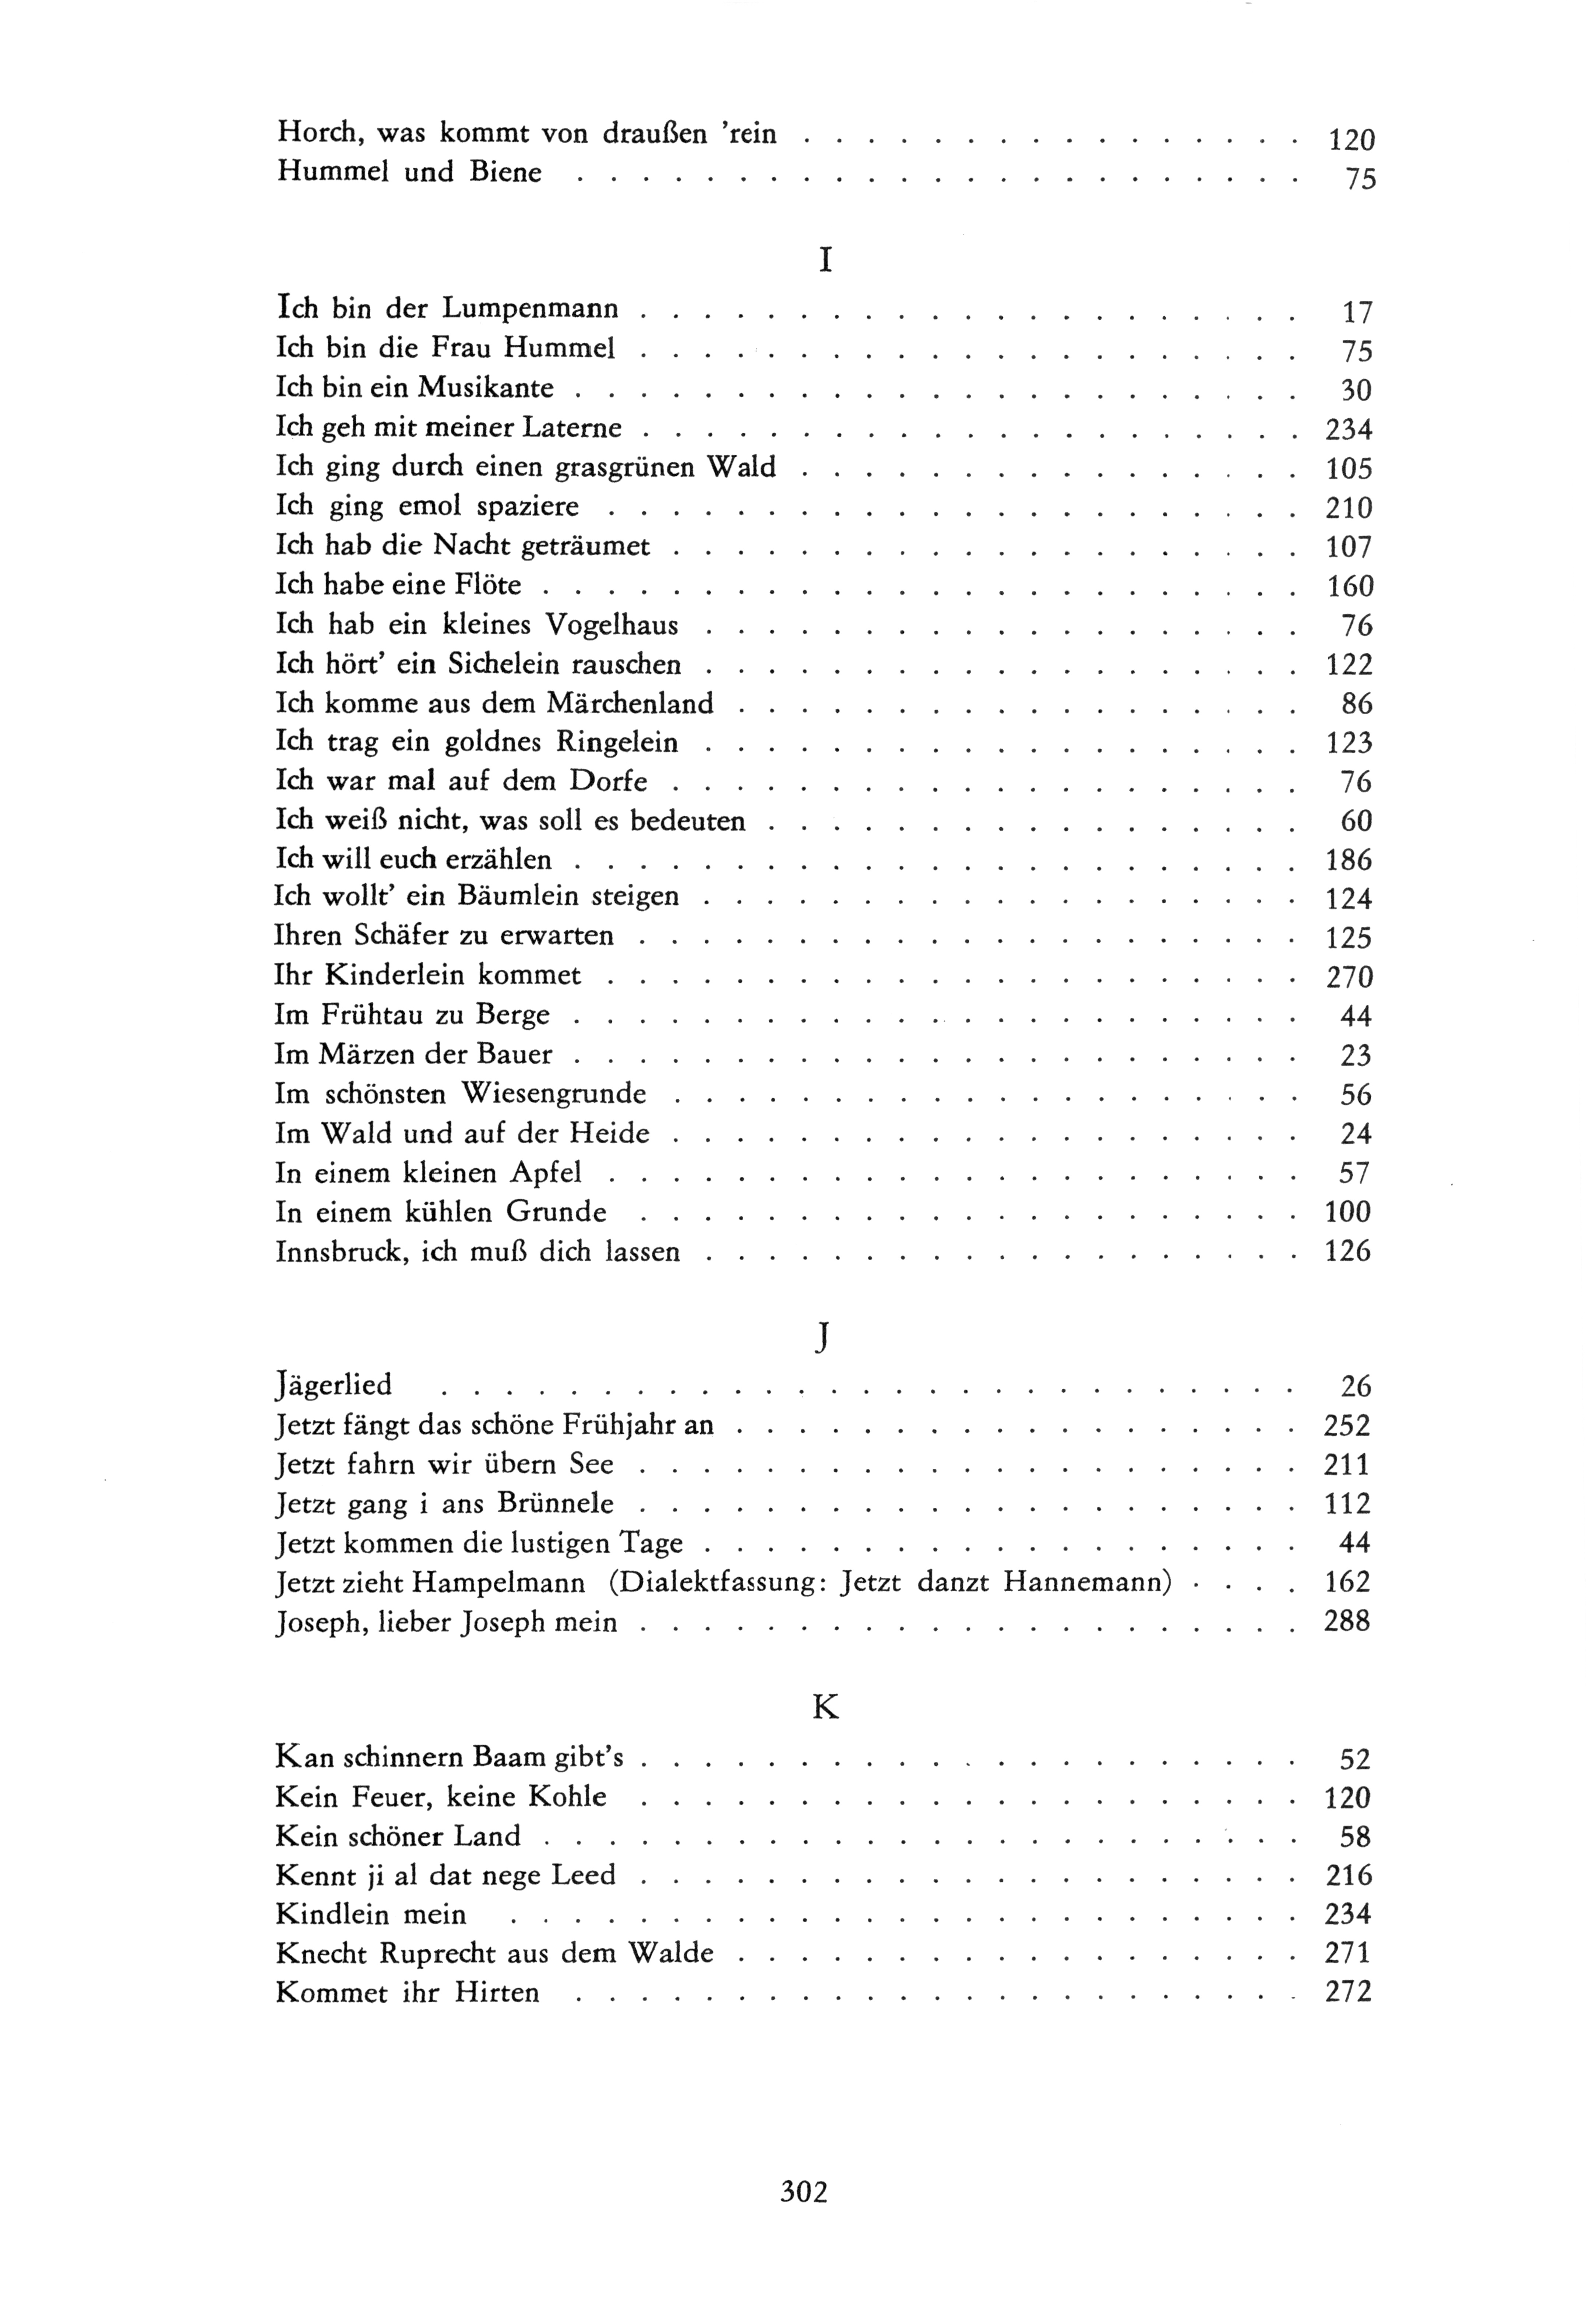 Horch, was kommt von draußen ’rein . . . . . . . . . . . . . . . . 120
Hummel und Biene . . . . . . . . . . . . . . . . . . . . . . . 75
I
Ich bin der Lumpenmann . . . . . . . . . . . . . . . . . . . . . 17
Ich bin die Frau Hummel . . . . . . . . . . . . . . . . . . . . . 75
Ich bin ein Musikante . . . . . . . . . . . . . . . . . . . . . . . 30
Ich geh mit meiner Laterne . . . . . . . . . . . . . . . . . . . . . 234
Ich ging durch einen grasgrünen Wald . . . . . . . . . . . . . . . . 105
Ich ging emol spaziere . . . . . . . . . . . . . . . . . . . . . . 210
Ich hab die Nacht geträumet . . . . . . . . . . . . . . . . . . . . 107
Ich habe eine Flöte . . . . . . . . . . . . . . . . . . . . . . . . 160
Ich hab ein kleines Vogelhaus . . . . . . . . . . . . . . . . . . . 76
Ich hört’ ein Sichelein rauschen . . . . . . . . . . . . . . . . . . . 122
Ich komme aus dem Märchenland . . . . . . . . . . . . . . . . . . 86
Ich trag ein goldnes Ringelein . . . . . . . . . . . . . . . . . . . 123
Ich war mal auf dem Dorfe . . . . . . . . . . . . . . . . . . . . 76
Ich weiß nicht, was soll es bedeuten . . . . . . . . . . . . . . . . . 60
Ich will euch erzählen . . . . . . . . . . . . . . . . . . . . . . . 186
Ich wollt’ ein Bäumlein steigen . . . . . . . . . . . . . . . . . . . 124
Ihren Schäfer zu erwarten . . . . . . . . . . . . . . . . . . . . . 125
Ihr Kinderlein kommet . . . . . . . . . . . . . . . . . . . . . . 270
Im Frühtau zu Berge . . . . . . . . . . . . . . . . . . . . . . . 44
Im Märzen der Bauer . . . . . . . . . . . . . . . . . . . . . . . 23
Im schönsten Wiesengrunde . . . . . . . . . . . . . . . . . . . . 56
Im Wald und auf der Heide . . . . . . . . . . . . . . . . . . . . 24
In einem kleinen Apfel . . . . . . . . . . . . . . . . . . . . . . 57
In einem kühlen Grunde . . . . . . . . . . . . . . . . . . . . . 100
Innsbruck, ich muß dich lassen . . . . . . . . . . . . . . . . . . . 126
J
Jägerlied . . . . . . . . . . . . . . . . . . . . . . . . . . . 26
Jetzt fängt das schöne Frühjahr an . . . . . . . . . . . . . . . . . . 252
Jetzt fahrn wir übern See . . . . . . . . . . . . . . . . . . . . . 211
Jetzt gang i ans Brünnele . . . . . . . . . . . . . . . . . . . . . 112
Jetzt kommen die lustigen Tage . . . . . . . . . . . . . . . . . . . 44
Jetzt zieht Hampelmann (Dialektfassung: Jetzt danzt Hannemann) . . . . 162
Joseph, lieber Joseph mein . . . . . . . . . . . . . . . . . . . . . 288
K
Kan schinnern Baam gibt’s . . . . . . . . . . . . . . . . . . . . . 52
Kein Feuer, keine Kohle . . . . . . . . . . . . . . . . . . . . . 120
Kein schöner Land . . . . . . . . . . . . . . . . . . . . . . . . 58
Kennt ji al dat nege Leed . . . . . . . . . . . . . . . . . . . . . 216
Kindlein mein . . . . . . . . . . . . . . . . . . . . . . . . . 234
Knecht Ruprecht aus dem Walde . . . . . . . . . . . . . . . . . . 271
Kommet ihr Hirten . . . . . . . . . . . . . . . . . . . . . . . 272
302